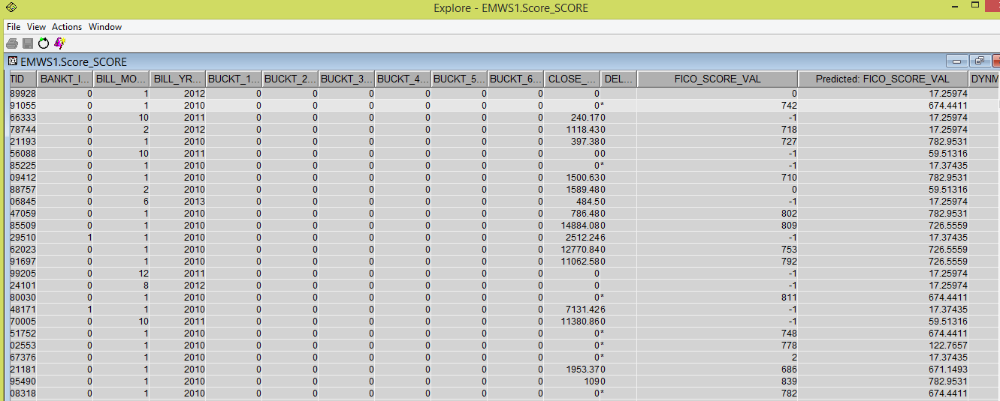 Explore - EMWS1.Score_SCORE
File View Actions Window
EMWS1.Score_SCORE
TID BANKT_I... BILL_MO... BILL_YR... BUCKT_1... BUCKT_2... BUCKT_3... BUCKT_4... BUCKT_5... BUCKT_6... CLOSE_... DEL... FICO_SCORE_VAL Predicted: FICO_SCORE_VAL DYNM
89928 0 1 2012 0 0 0 0 0 0 0 0 17.25974
91055 0 1 2010 0 0 0 0 0 0 0 * 742 674.4411
66333 0 10 2011 0 0 0 0 0 0 240.17 0 -1 17.25974
78744 0 2 2012 0 0 0 0 0 0 1118.43 0 718 17.25974
21193 0 1 2010 0 0 0 0 0 0 397.38 0 727 782.9531
56088 0 10 2011 0 0 0 0 0 0 0 0 -1 59.51316
85225 0 1 2010 0 0 0 0 0 0 0 * -1 17.37435
09412 0 1 2010 0 0 0 0 0 0 1500.63 0 710 782.9531
88757 0 2 2010 0 0 0 0 0 0 1589.48 0 0 59.51316
06845 0 6 2013 0 0 0 0 0 0 484.5 0 -1 17.25974
47059 0 1 2010 0 0 0 0 0 0 786.48 0 802 782.9531
85509 0 1 2010 0 0 0 0 0 0 14884.08 0 809 726.5559
29510 1 1 2010 0 0 0 0 0 0 2512.24 6 -1 17.37435
62023 0 1 2010 0 0 0 0 0 0 12770.84 0 753 726.5559
91697 0 1 2010 0 0 0 0 0 0 11062.58 0 792 726.5559
99205 0 12 2011 0 0 0 0 0 0 0 -1 17.25974
24101 0 8 2012 0 0 0 0 0 0 0 -1 17.25974
80030 0 1 2010 0 0 0 0 0 0 0 * 811 674.4411
48171 1 1 2010 0 0 0 0 0 0 7131.42 6 -1 17.37435
70005 0 10 2011 0 0 0 0 0 0 11380.86 0 -1 59.51316
51752 0 1 2010 0 0 0 0 0 0 0 * 748 674.4411
02553 0 1 2010 0 0 0 0 0 0 0 * 778 122.7657
67376 0 1 2010 0 0 0 0 0 0 0 * 2 17.37435
21181 0 1 2010 0 0 0 0 0 0 1953.37 0 686 671.1493
95490 0 1 2010 0 0 0 0 0 0 109 0 839 782.9531
08318 0 1 2010 0 0 0 0 0 0 0 * 782 674.4411